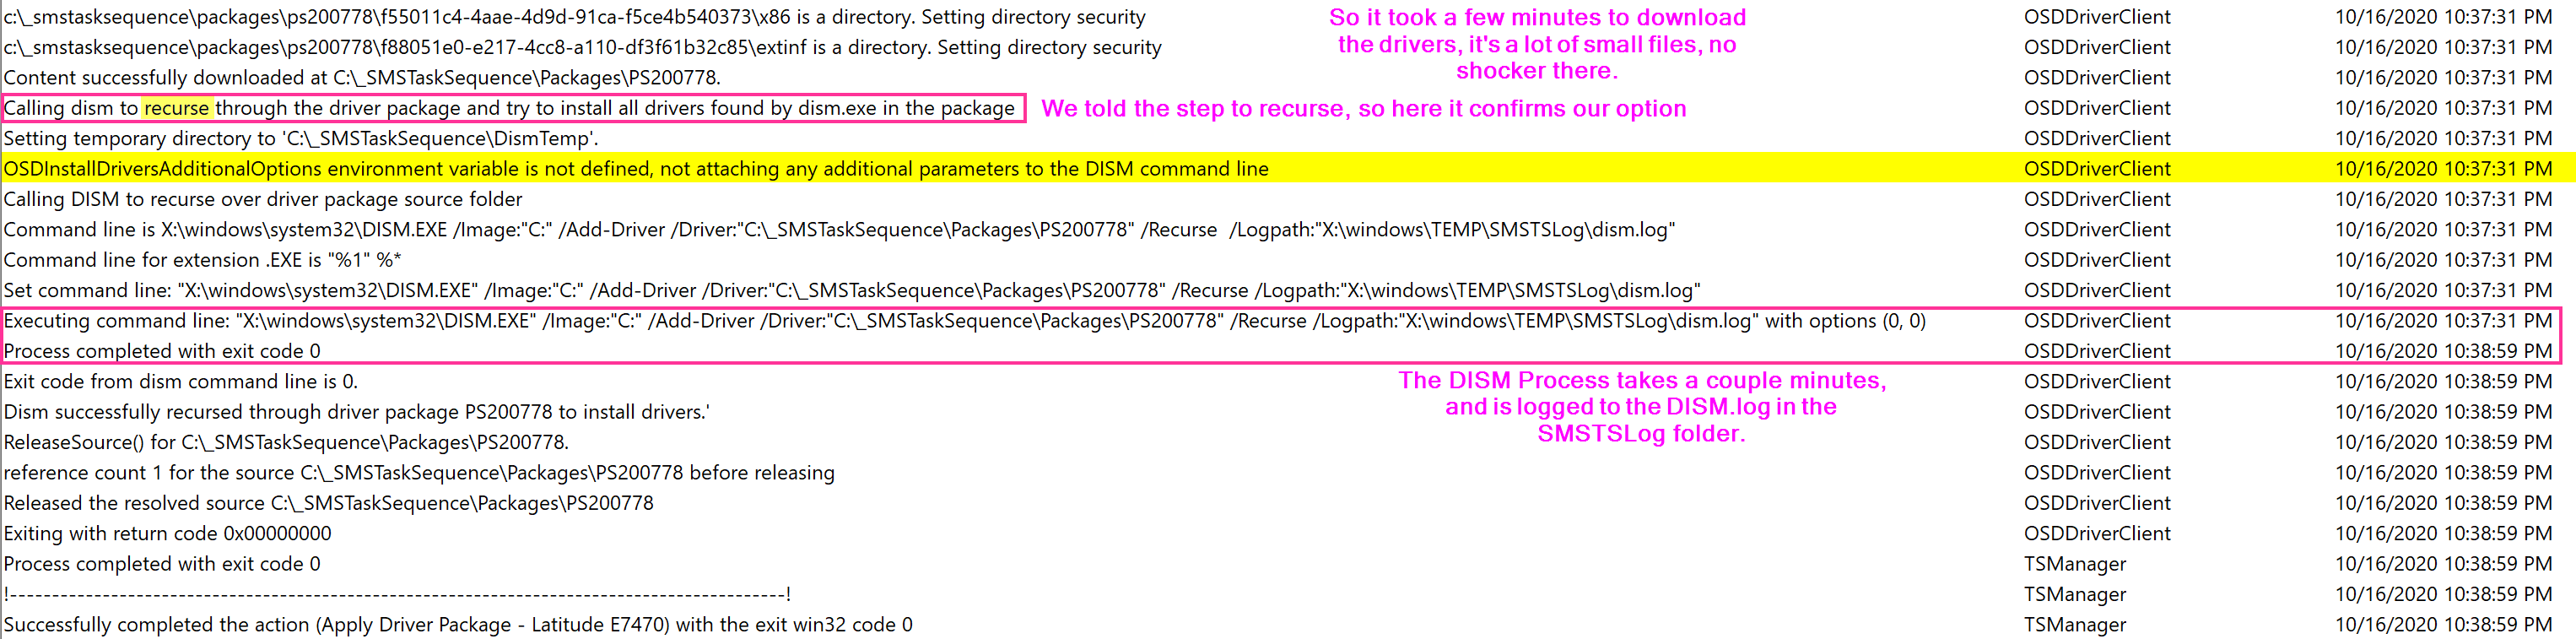 c:\_smstasksequence\packages\ps200778\f55011c4-4aae-4d9d-91ca-f5ce4b540373\x86 is a directory. Setting directory security OSDDriverClient 10/16/2020 10:37:31 PM
So it took a few minutes to download
c:\_smstasksequence\packages\ps200778\f88051e0-e217-4cc8-a110-df3f61b32c85\extinf is a directory. Setting directory security OSDDriverClient 10/16/2020 10:37:31 PM
the drivers, it's a lot of small files, no
Content successfully downloaded at C:\_SMSTaskSequence\Packages\PS200778. OSDDriverClient 10/16/2020 10:37:31 PM
shocker there.
Calling dism to recurse through the driver package and try to install all drivers found by dism.exe in the package OSDDriverClient 10/16/2020 10:37:31 PM
We told the step to recurse, so here it confirms our option
Setting temporary directory to 'C:\_SMSTaskSequence\DismTemp'. OSDDriverClient 10/16/2020 10:37:31 PM
OSDInstallDriversAdditionalOptions environment variable is not defined, not attaching any additional parameters to the DISM command line OSDDriverClient 10/16/2020 10:37:31 PM
Calling DISM to recurse over driver package source folder OSDDriverClient 10/16/2020 10:37:31 PM
Command line is X:\windows\system32\DISM.EXE /Image:"C:" /Add-Driver /Driver:"C:\_SMSTaskSequence\Packages\PS200778" /Recurse  /Logpath:"X:\windows\TEMP\SMSTSLog\dism.log" OSDDriverClient 10/16/2020 10:37:31 PM
Command line for extension .EXE is "%1" %* OSDDriverClient 10/16/2020 10:37:31 PM
Set command line: "X:\windows\system32\DISM.EXE" /Image:"C:" /Add-Driver /Driver:"C:\_SMSTaskSequence\Packages\PS200778" /Recurse /Logpath:"X:\windows\TEMP\SMSTSLog\dism.log" OSDDriverClient 10/16/2020 10:37:31 PM
Executing command line: "X:\windows\system32\DISM.EXE" /Image:"C:" /Add-Driver /Driver:"C:\_SMSTaskSequence\Packages\PS200778" /Recurse /Logpath:"X:\windows\TEMP\SMSTSLog\dism.log" with options (0, 0) OSDDriverClient 10/16/2020 10:37:31 PM
Process completed with exit code 0 OSDDriverClient 10/16/2020 10:38:59 PM
Exit code from dism command line is 0. OSDDriverClient 10/16/2020 10:38:59 PM
The DISM Process takes a couple minutes,
Dism successfully recursed through driver package PS200778 to install drivers.' OSDDriverClient 10/16/2020 10:38:59 PM
and is logged to the DISM.log in the
ReleaseSource() for C:\_SMSTaskSequence\Packages\PS200778. OSDDriverClient 10/16/2020 10:38:59 PM
SMSTSLog folder.
reference count 1 for the source C:\_SMSTaskSequence\Packages\PS200778 before releasing OSDDriverClient 10/16/2020 10:38:59 PM
Released the resolved source C:\_SMSTaskSequence\Packages\PS200778 OSDDriverClient 10/16/2020 10:38:59 PM
Exiting with return code 0x00000000 OSDDriverClient 10/16/2020 10:38:59 PM
Process completed with exit code 0 TSManager 10/16/2020 10:38:59 PM
!--------------------------------------------------------------------------------------------! TSManager 10/16/2020 10:38:59 PM
Successfully completed the action (Apply Driver Package - Latitude E7470) with the exit win32 code 0 TSManager 10/16/2020 10:38:59 PM